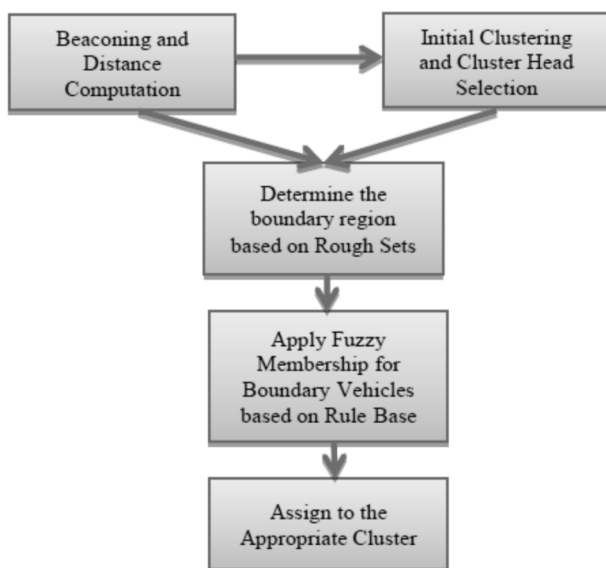 Beaconing and
Distance
Computation
Initial Clustering
and Cluster Head
Selection
Determine the
boundary region
based on Rough Sets
Apply Fuzzy
Membership for
Boundary Vehicles
based on Rule Base
Assign to the
Appropriate Cluster